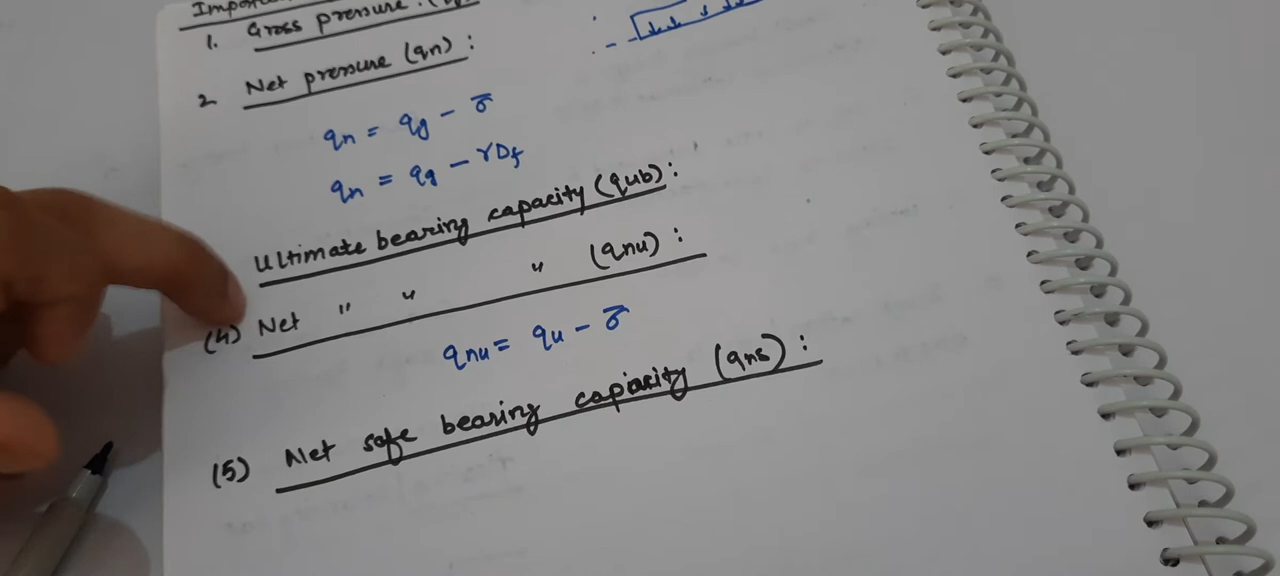 1. Gross pressure :
2 Net pressure (qn) :
qn = qg - σ̅
qn = qg - γDf
Ultimate bearing capacity (qub) :
(4) Net " " " (qnu) :
qnu = qu - σ̅
(5) Net safe bearing capiacity (qns) :